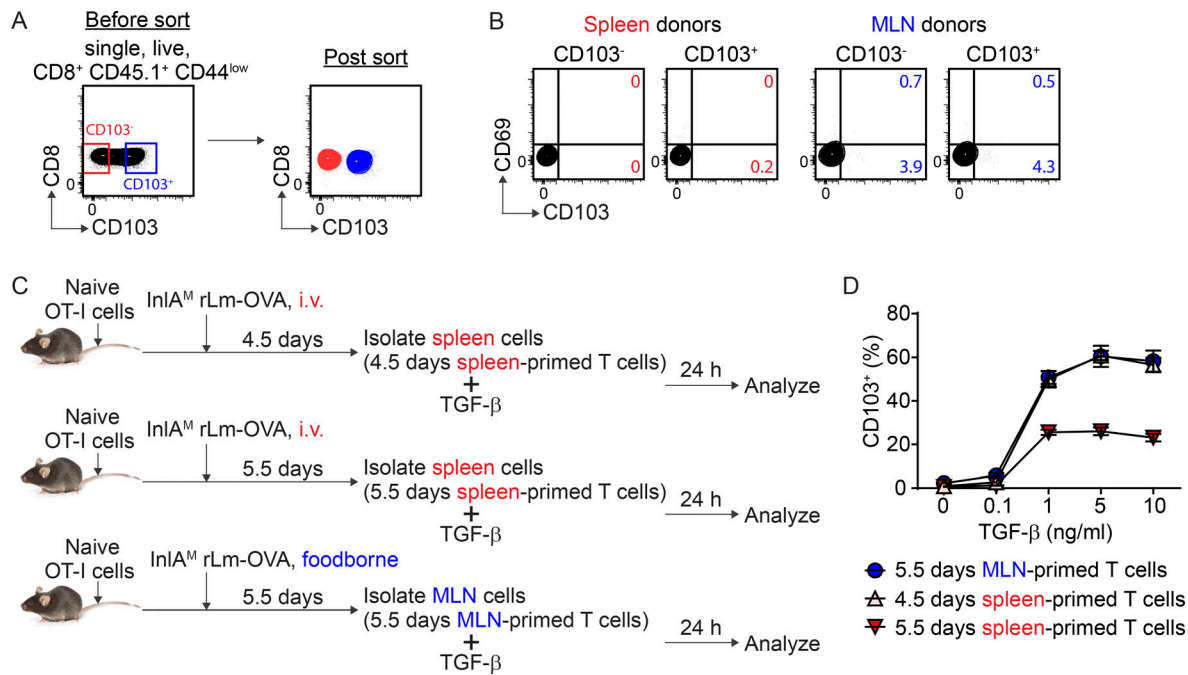 A
Before sort
single, live,
CD8⁺ CD45.1⁺ CD44ˡᵒʷ
Post sort
CD103⁻
CD103⁺
CD8
0
0
CD103
CD8
0
0
CD103
B
Spleen donors
MLN donors
CD103⁻
CD103⁺
CD103⁻
CD103⁺
0
0
0.7
0.5
CD69
0
0
0
0
0
0.2
3.9
4.3
0
0
0
0
CD103
C
Naive
OT-I cells
InlAᴹ rLm-OVA, i.v.
4.5 days
Isolate spleen cells
(4.5 days spleen-primed T cells)
+
TGF-β
24 h
Analyze
Naive
OT-I cells
InlAᴹ rLm-OVA, i.v.
5.5 days
Isolate spleen cells
(5.5 days spleen-primed T cells)
+
TGF-β
24 h
Analyze
Naive
OT-I cells
InlAᴹ rLm-OVA, foodborne
5.5 days
Isolate MLN cells
(5.5 days MLN-primed T cells)
+
TGF-β
24 h
Analyze
D
CD103⁺ (%)
80
60
40
20
0
0 0.1 1 5 10
TGF-β (ng/ml)
5.5 days MLN-primed T cells
4.5 days spleen-primed T cells
5.5 days spleen-primed T cells